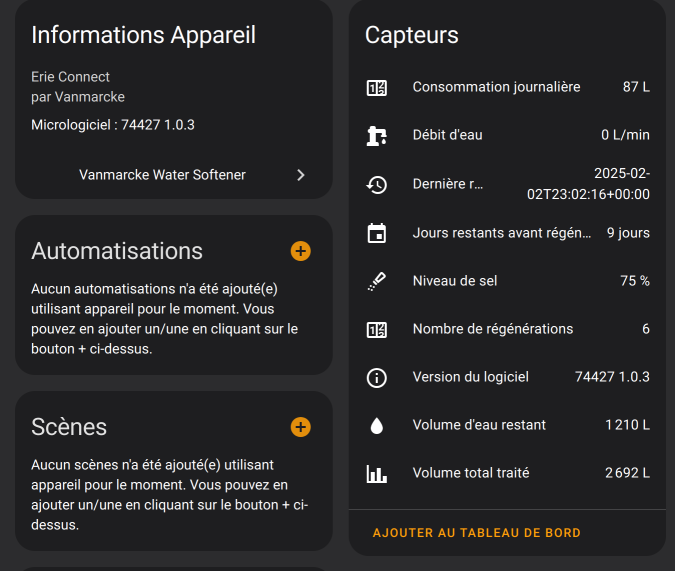 Informations Appareil
Erie Connect
par Vanmarcke
Micrologiciel : 74427 1.0.3
Vanmarcke Water Softener
Automatisations
Aucun automatisations n'a été ajouté(e)
utilisant appareil pour le moment. Vous
pouvez en ajouter un/une en cliquant sur le
bouton + ci-dessus.
Scènes
Aucun scènes n'a été ajouté(e) utilisant
appareil pour le moment. Vous pouvez en
ajouter un/une en cliquant sur le bouton + ci-
dessus.
Capteurs
Consommation journalière 87 L
Débit d'eau 0 L/min
Dernière r... 2025-02-
02T23:02:16+00:00
Jours restants avant régén... 9 jours
Niveau de sel 75 %
Nombre de régénérations 6
Version du logiciel 74427 1.0.3
Volume d'eau restant 1 210 L
Volume total traité 2 692 L
AJOUTER AU TABLEAU DE BORD